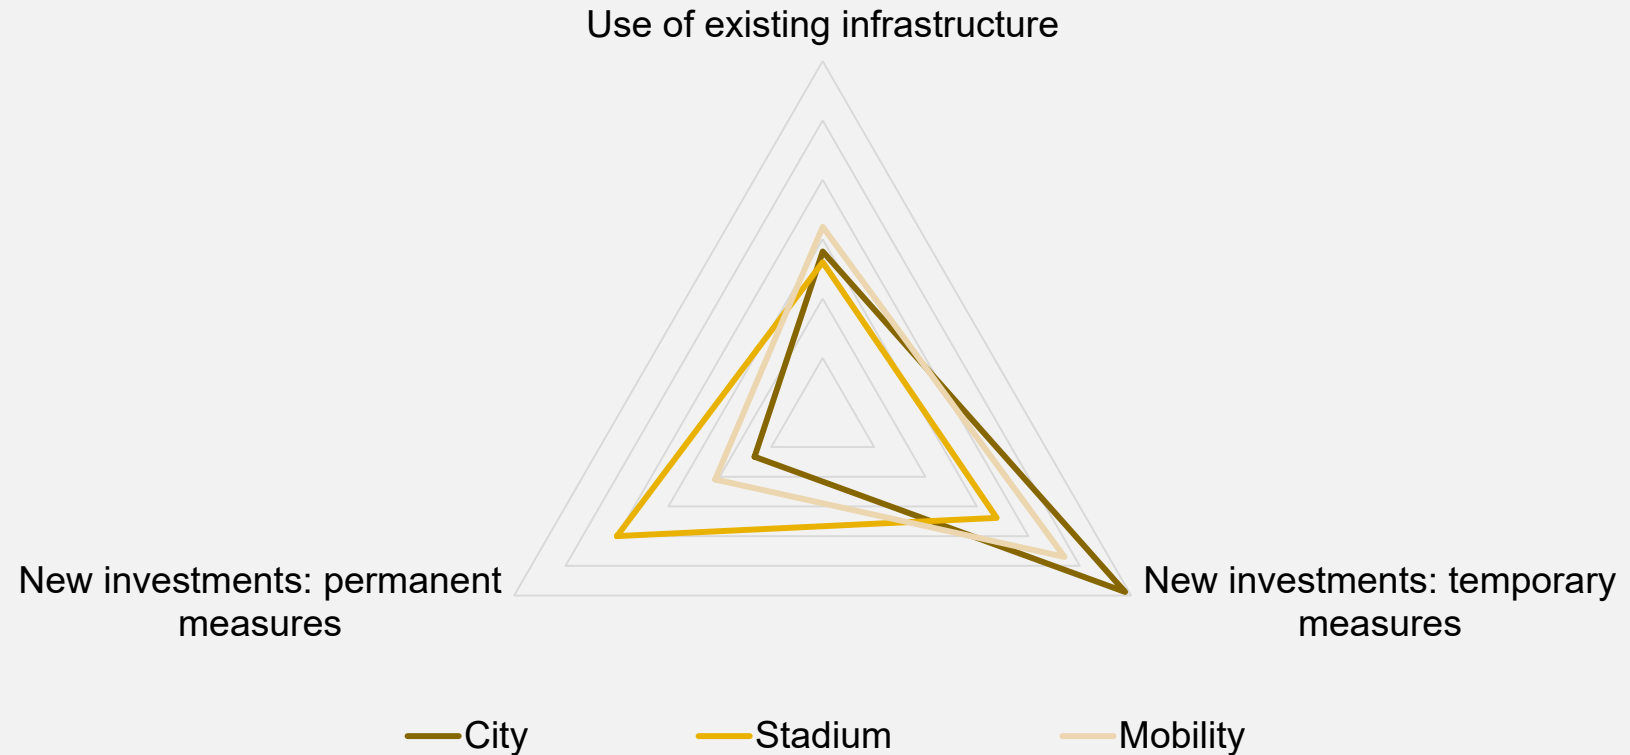 Use of existing infrastructure
New investments: permanent
measures
New investments: temporary
measures
City
Stadium
Mobility